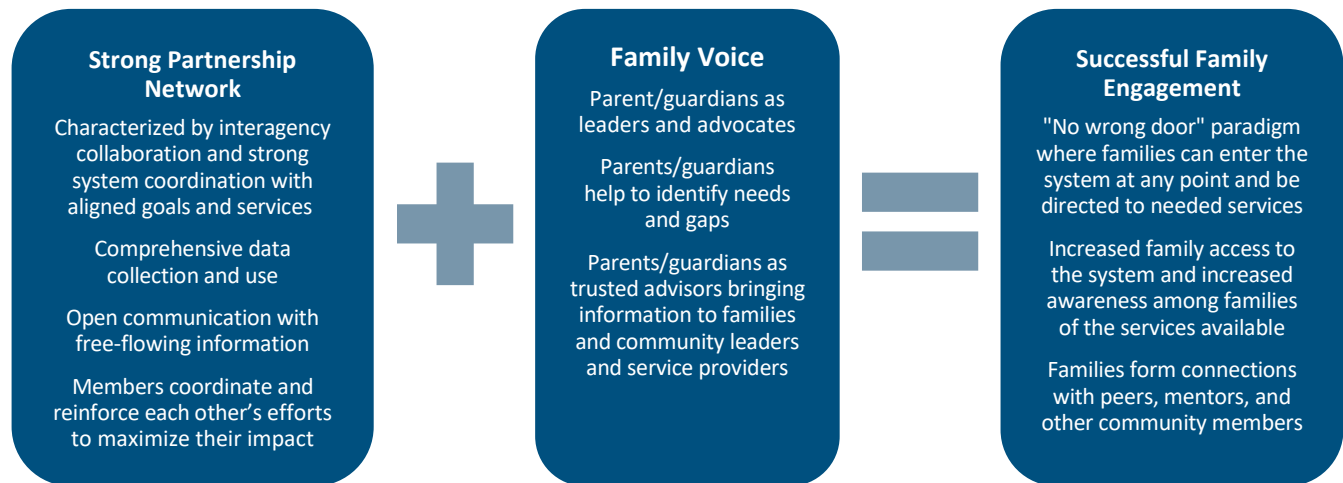 Strong Partnership
Network
Characterized by interagency
collaboration and strong
system coordination with
aligned goals and services
Comprehensive data
collection and use
Open communication with
free-flowing information
Members coordinate and
reinforce each other’s efforts
to maximize their impact
Family Voice
Parent/guardians as
leaders and advocates
Parents/guardians
help to identify needs
and gaps
Parents/guardians as
trusted advisors bringing
information to families
and community leaders
and service providers
Successful Family
Engagement
"No wrong door" paradigm
where families can enter the
system at any point and be
directed to needed services
Increased family access to
the system and increased
awareness among families
of the services available
Families form connections
with peers, mentors, and
other community members